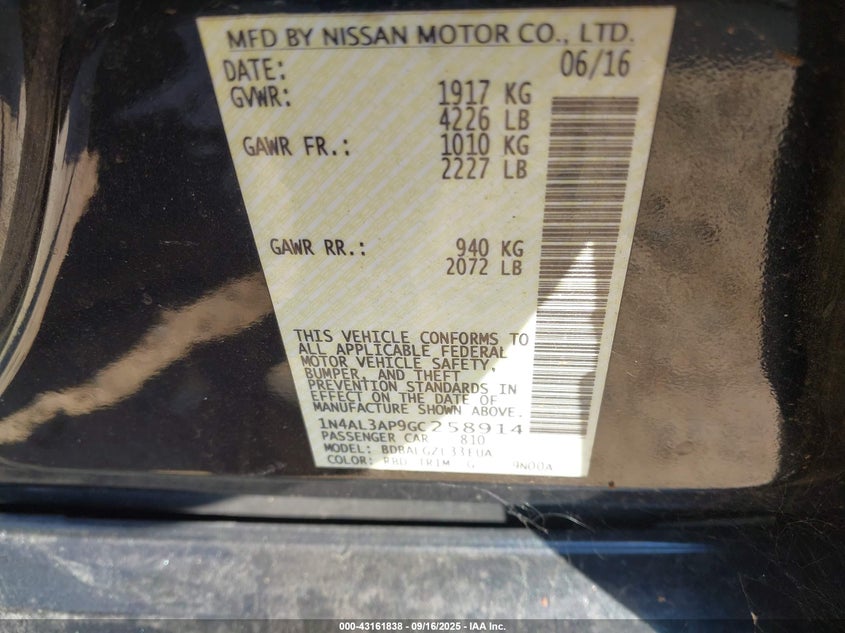 MFD BY NISSAN MOTOR CO., LTD.
DATE: 06/16
GVWR: 1917 KG
4226 LB
GAWR FR.: 1010 KG
2227 LB
GAWR RR.: 940 KG
2072 LB
THIS VEHICLE CONFORMS TO
ALL APPLICABLE FEDERAL
MOTOR VEHICLE SAFETY,
BUMPER, AND THEFT
PREVENTION STANDARDS IN
EFFECT ON THE DATE OF
MANUFACTURE SHOWN ABOVE.
1N4AL3AP9GC258914
PASSENGER CAR 810
MODEL:
COLOR: TRIM G 9N00A
000-43161838 - 09/16/2025 - IAA Inc.